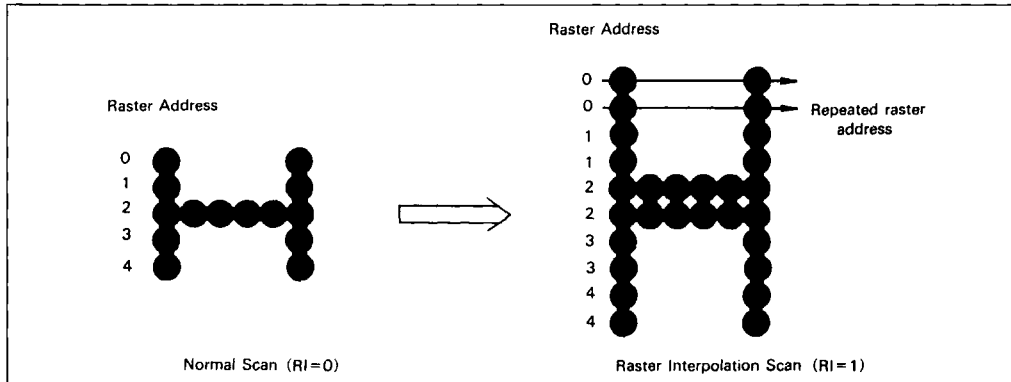 Raster Address
0
1
2
3
4
Normal Scan (RI=0)
Raster Address
0
0
1
1
2
2
3
3
4
4
Repeated raster
address
Raster Interpolation Scan (RI=1)